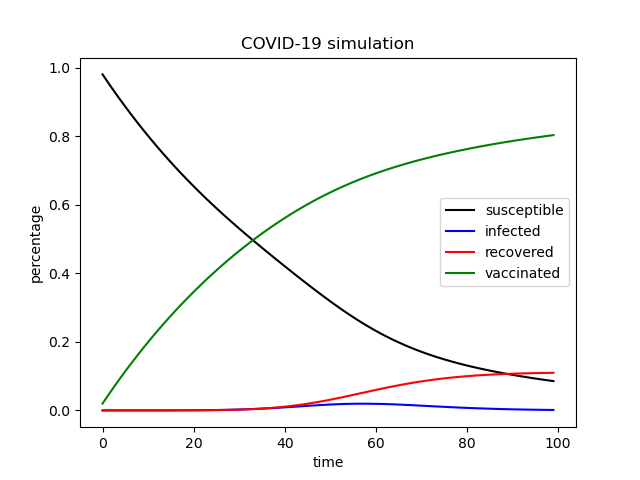 COVID-19 simulation
1.0
0.8
0.6
0.4
0.2
0.0
percentage
susceptible
infected
recovered
vaccinated
0 20 40 60 80 100
time